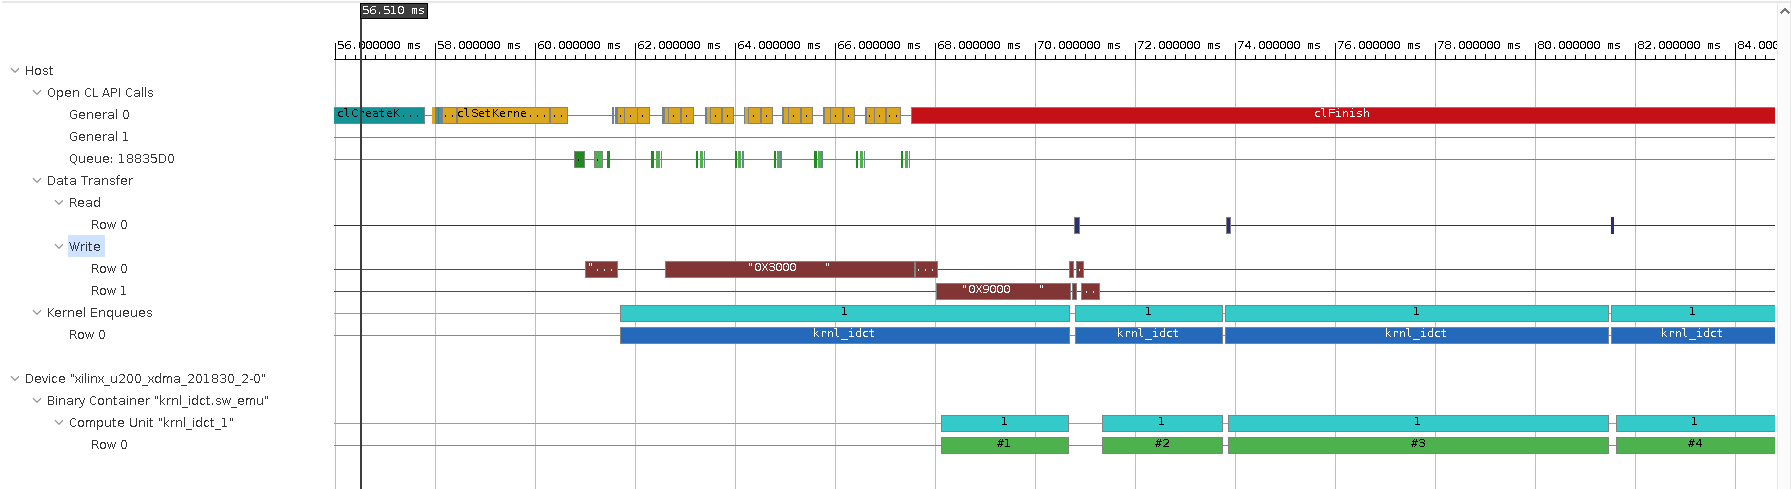 56.510 ms
56.000000 ms 58.000000 ms 60.000000 ms 62.000000 ms 64.000000 ms 66.000000 ms 68.000000 ms 70.000000 ms 72.000000 ms 74.000000 ms 76.000000 ms 78.000000 ms 80.000000 ms 82.000000 ms 84.00
Host
Open CL API Calls
General 0 clCreateK... ..clSetKerne... .. clFinish
General 1
Queue: 18835D0
Data Transfer
Read
Row 0
Write
Row 0 "... "0X3000 " ...
Row 1 "0X9000 " ..
Kernel Enqueues 1 1 1 1
Row 0 krnl_idct krnl_idct krnl_idct krnl_idct
Device "xilinx_u200_xdma_201830_2-0"
Binary Container "krnl_idct.sw_emu"
Compute Unit "krnl_idct_1" 1 1 1 1
Row 0 #1 #2 #3 #4